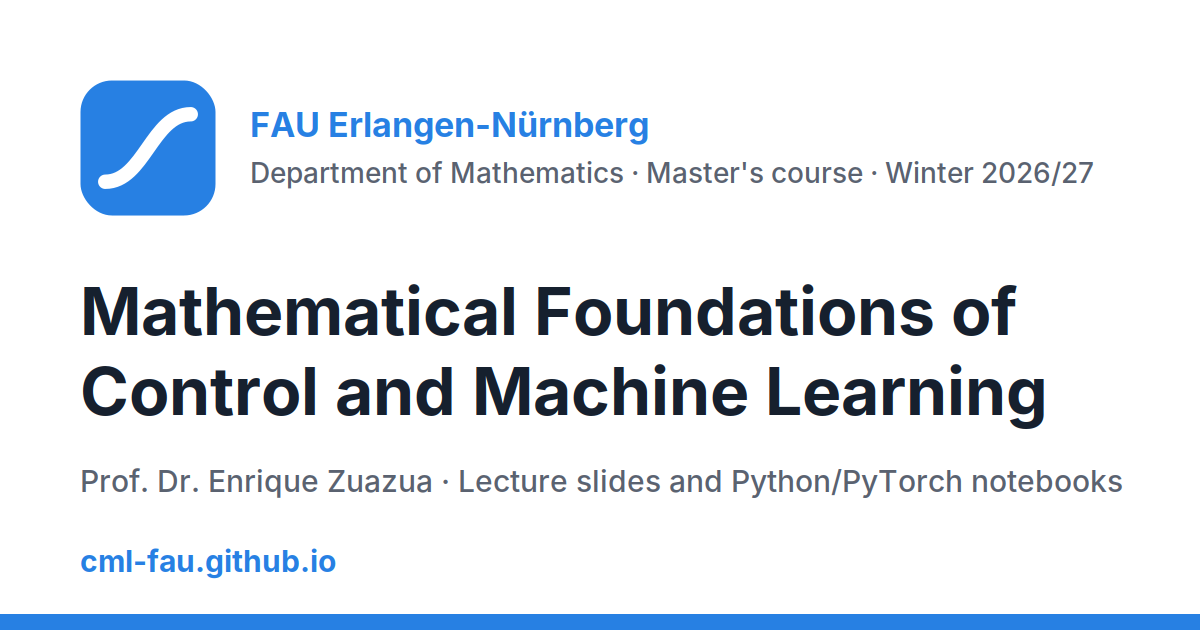 FAU Erlangen-Nürnberg
Department of Mathematics · Master's course · Winter 2026/27
Mathematical Foundations of
Control and Machine Learning
Prof. Dr. Enrique Zuazua · Lecture slides and Python/PyTorch notebooks
cml-fau.github.io